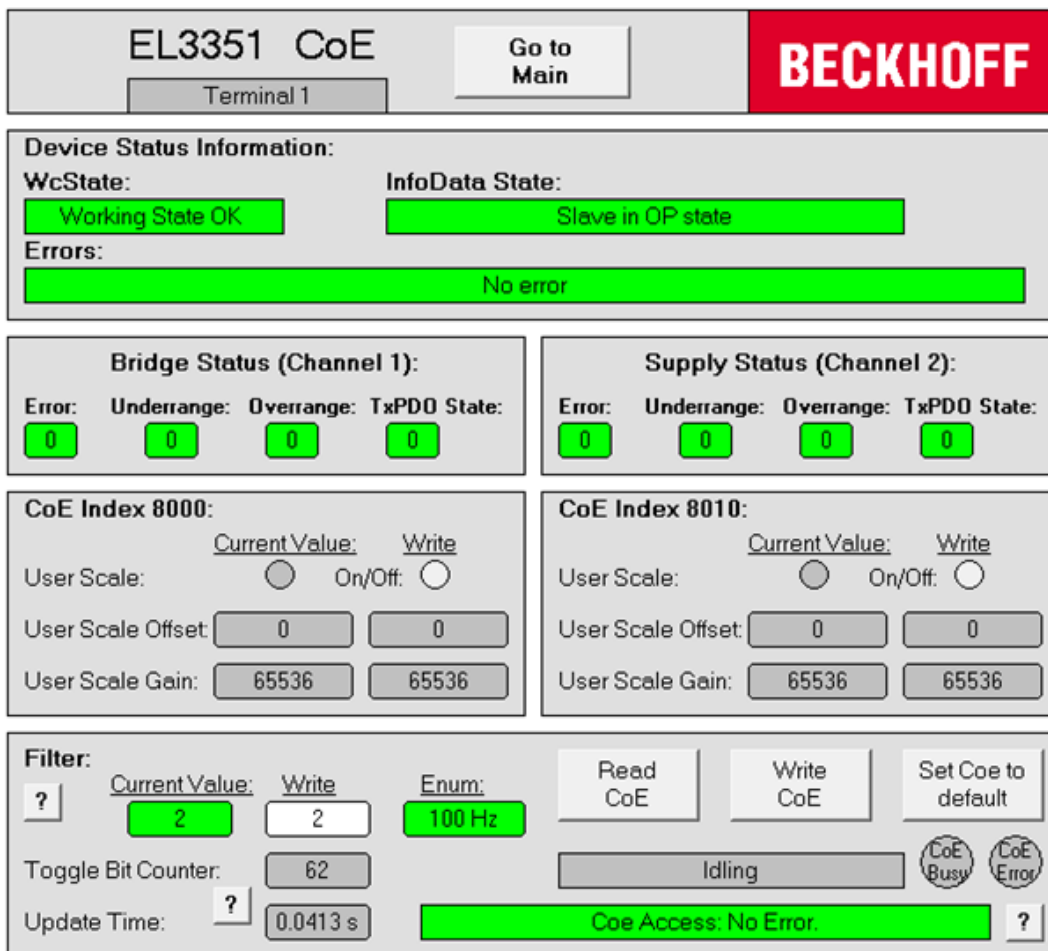 EL3351 CoE
Terminal 1
Go to
Main
BECKHOFF
Device Status Information:
WcState:
InfoData State:
Working State OK
Slave in OP state
Errors:
No error
Bridge Status (Channel 1):
Error: Underrange: Overrange: TxPDO State:
0 0 0 0
Supply Status (Channel 2):
Error: Underrange: Overrange: TxPDO State:
0 0 0 0
CoE Index 8000:
Current Value: Write
User Scale: On/Off:
User Scale Offset: 0 0
User Scale Gain: 65536 65536
CoE Index 8010:
Current Value: Write
User Scale: On/Off:
User Scale Offset: 0 0
User Scale Gain: 65536 65536
Filter:
?
Current Value: Write Enum:
2 2 100 Hz
Read
CoE
Write
CoE
Set Coe to
default
Toggle Bit Counter: 62
Idling
CoE
Busy
CoE
Error
Update Time: ? 0.0413 s
Coe Access: No Error.
?